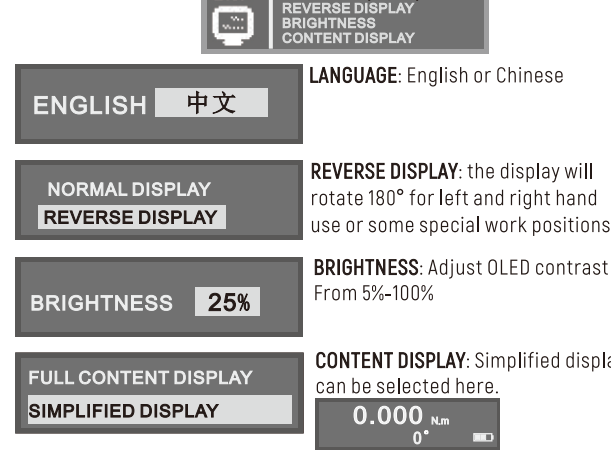 REVERSE DISPLAY
BRIGHTNESS
CONTENT DISPLAY
ENGLISH 中文
LANGUAGE: English or Chinese
NORMAL DISPLAY
REVERSE DISPLAY
REVERSE DISPLAY: the display will
rotate 180° for left and right hand
use or some special work positions
BRIGHTNESS 25%
BRIGHTNESS: Adjust OLED contrast
From 5%-100%
FULL CONTENT DISPLAY
SIMPLIFIED DISPLAY
CONTENT DISPLAY: Simplified displa
can be selected here.
0.000 N.m
0°